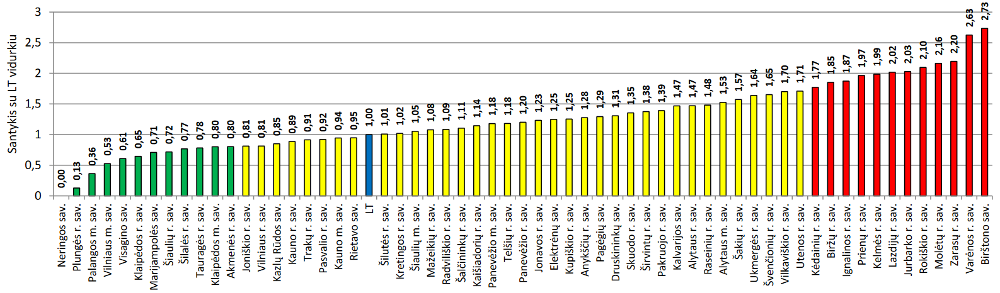 Santykis su LT vidurkiu
3
2,5
2
1,5
1
0,5
0
0,00
0,13
0,36
0,53
0,61
0,65
0,71
0,72
0,77
0,78
0,80
0,80
0,81
0,81
0,85
0,89
0,91
0,92
0,94
0,95
1,00
1,01
1,02
1,05
1,08
1,09
1,11
1,14
1,18
1,18
1,20
1,23
1,25
1,25
1,28
1,29
1,31
1,35
1,38
1,39
1,47
1,47
1,48
1,53
1,57
1,64
1,65
1,70
1,71
1,77
1,85
1,87
1,97
1,99
2,02
2,03
2,10
2,16
2,20
2,63
2,73
Neringos sav.
Plungės r. sav.
Palangos m. sav.
Vilniaus m. sav.
Visagino sav.
Klaipėdos r. sav.
Marijampolės sav.
Šiaulių r. sav.
Šilalės r. sav.
Tauragės r. sav.
Klaipėdos m. sav.
Akmenės r. sav.
Joniškio r. sav.
Vilniaus r. sav.
Kazlų Rūdos sav.
Kauno r. sav.
Trakų r. sav.
Pasvalio r. sav.
Kauno m. sav.
Rietavo sav.
LT
Šilutės r. sav.
Kretingos r. sav.
Šiaulių m. sav.
Mažeikių r. sav.
Radviliškio r. sav.
Šalčininkų r. sav.
Kaišiadorių r. sav.
Panevėžio m. sav.
Telšių r. sav.
Panevėžio r. sav.
Jonavos r. sav.
Elektrėnų sav.
Kupiškio r. sav.
Anykščių r. sav.
Pagėgių sav.
Druskininkų sav.
Skuodo r. sav.
Širvintų r. sav.
Pakruojo r. sav.
Kalvarijos sav.
Alytaus r. sav.
Raseinių r. sav.
Alytaus m. sav.
Šakių r. sav.
Ukmergės r. sav.
Švenčionių r. sav.
Vilkaviškio r. sav.
Utenos r. sav.
Kėdainių r. sav.
Biržų r. sav.
Ignalinos r. sav.
Prienų r. sav.
Kelmės r. sav.
Lazdijų r. sav.
Jurbarko r. sav.
Rokiškio r. sav.
Molėtų r. sav.
Zarasų r. sav.
Varėnos r. sav.
Birštono sav.